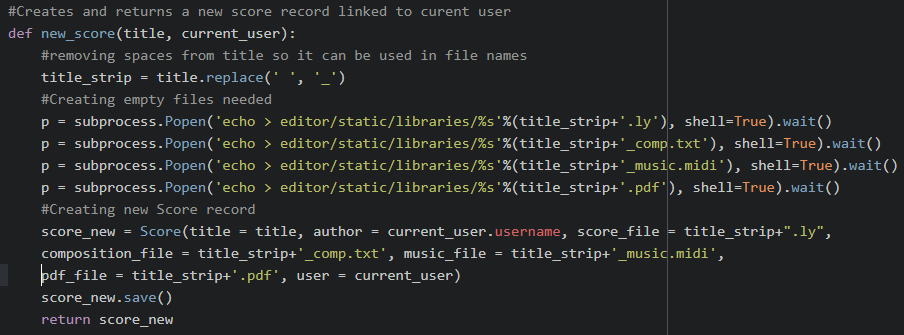 #Creates and returns a new score record linked to curent user
def new_score(title, current_user):
    #removing spaces from title so it can be used in file names
    title_strip = title.replace(' ', '_')
    #Creating empty files needed
    p = subprocess.Popen('echo > editor/static/libraries/%s'%(title_strip+'.ly'), shell=True).wait()
    p = subprocess.Popen('echo > editor/static/libraries/%s'%(title_strip+'_comp.txt'), shell=True).wait()
    p = subprocess.Popen('echo > editor/static/libraries/%s'%(title_strip+'_music.midi'), shell=True).wait()
    p = subprocess.Popen('echo > editor/static/libraries/%s'%(title_strip+'.pdf'), shell=True).wait()
    #Creating new Score record
    score_new = Score(title = title, author = current_user.username, score_file = title_strip+".ly",
    composition_file = title_strip+'_comp.txt', music_file = title_strip+'_music.midi',
    pdf_file = title_strip+'.pdf', user = current_user)
    score_new.save()
    return score_new